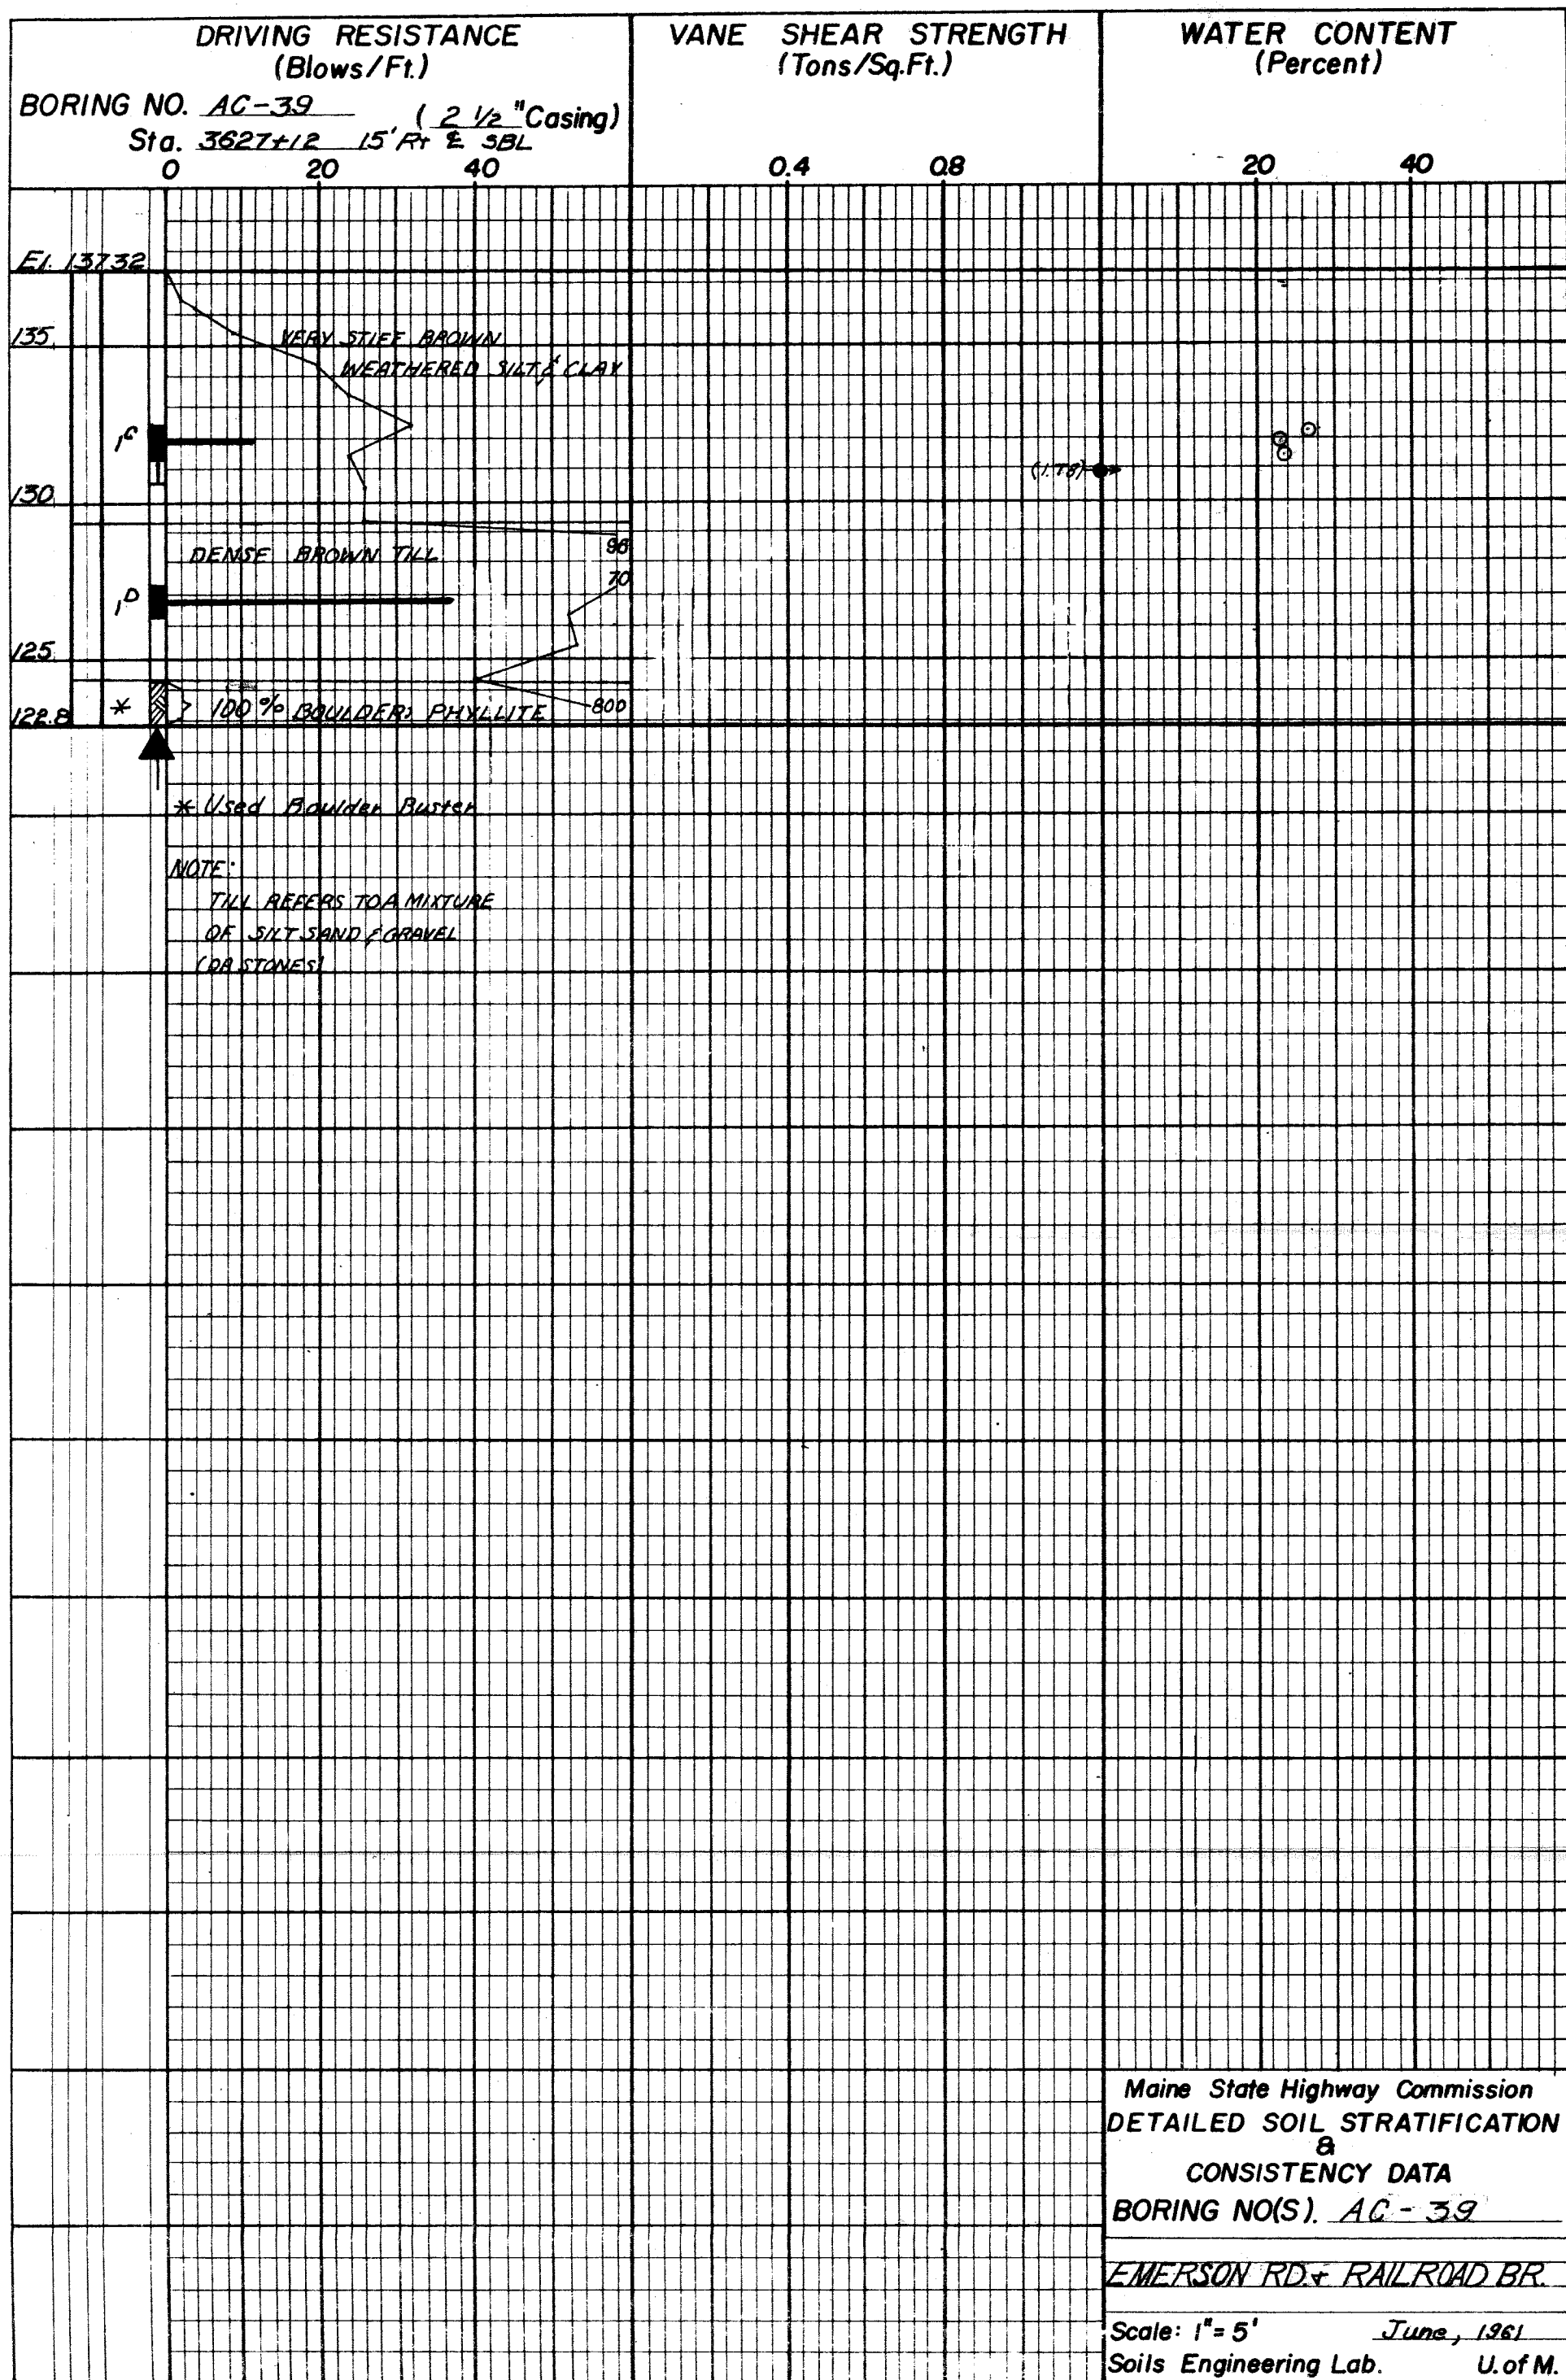 DRIVING RESISTANCE
(Blows/Ft.)
BORING NO. AC-39 (2 1/2 "Casing)
Sta. 3627+12 15' Rt ℄ SBL
0 20 40
VANE SHEAR STRENGTH
(Tons/Sq.Ft.)
0.4 0.8
WATER CONTENT
(Percent)
20 40
El. 137.32
135
VERY STIFF BROWN
WEATHERED SILT & CLAY
1C
(1.78)
130
DENSE BROWN TILL
96
70
1D
125
122.8
* 100% BOULDERS PHYLLITE 800
* Used Boulder Buster
NOTE:
TILL REFERS TO A MIXTURE
OF SILT SAND & GRAVEL
(OR STONES)
Maine State Highway Commission
DETAILED SOIL STRATIFICATION
&
CONSISTENCY DATA
BORING NO(S). AC-39
EMERSON RD. & RAILROAD BR.
Scale: 1"= 5' June, 1961
Soils Engineering Lab. U.of M.